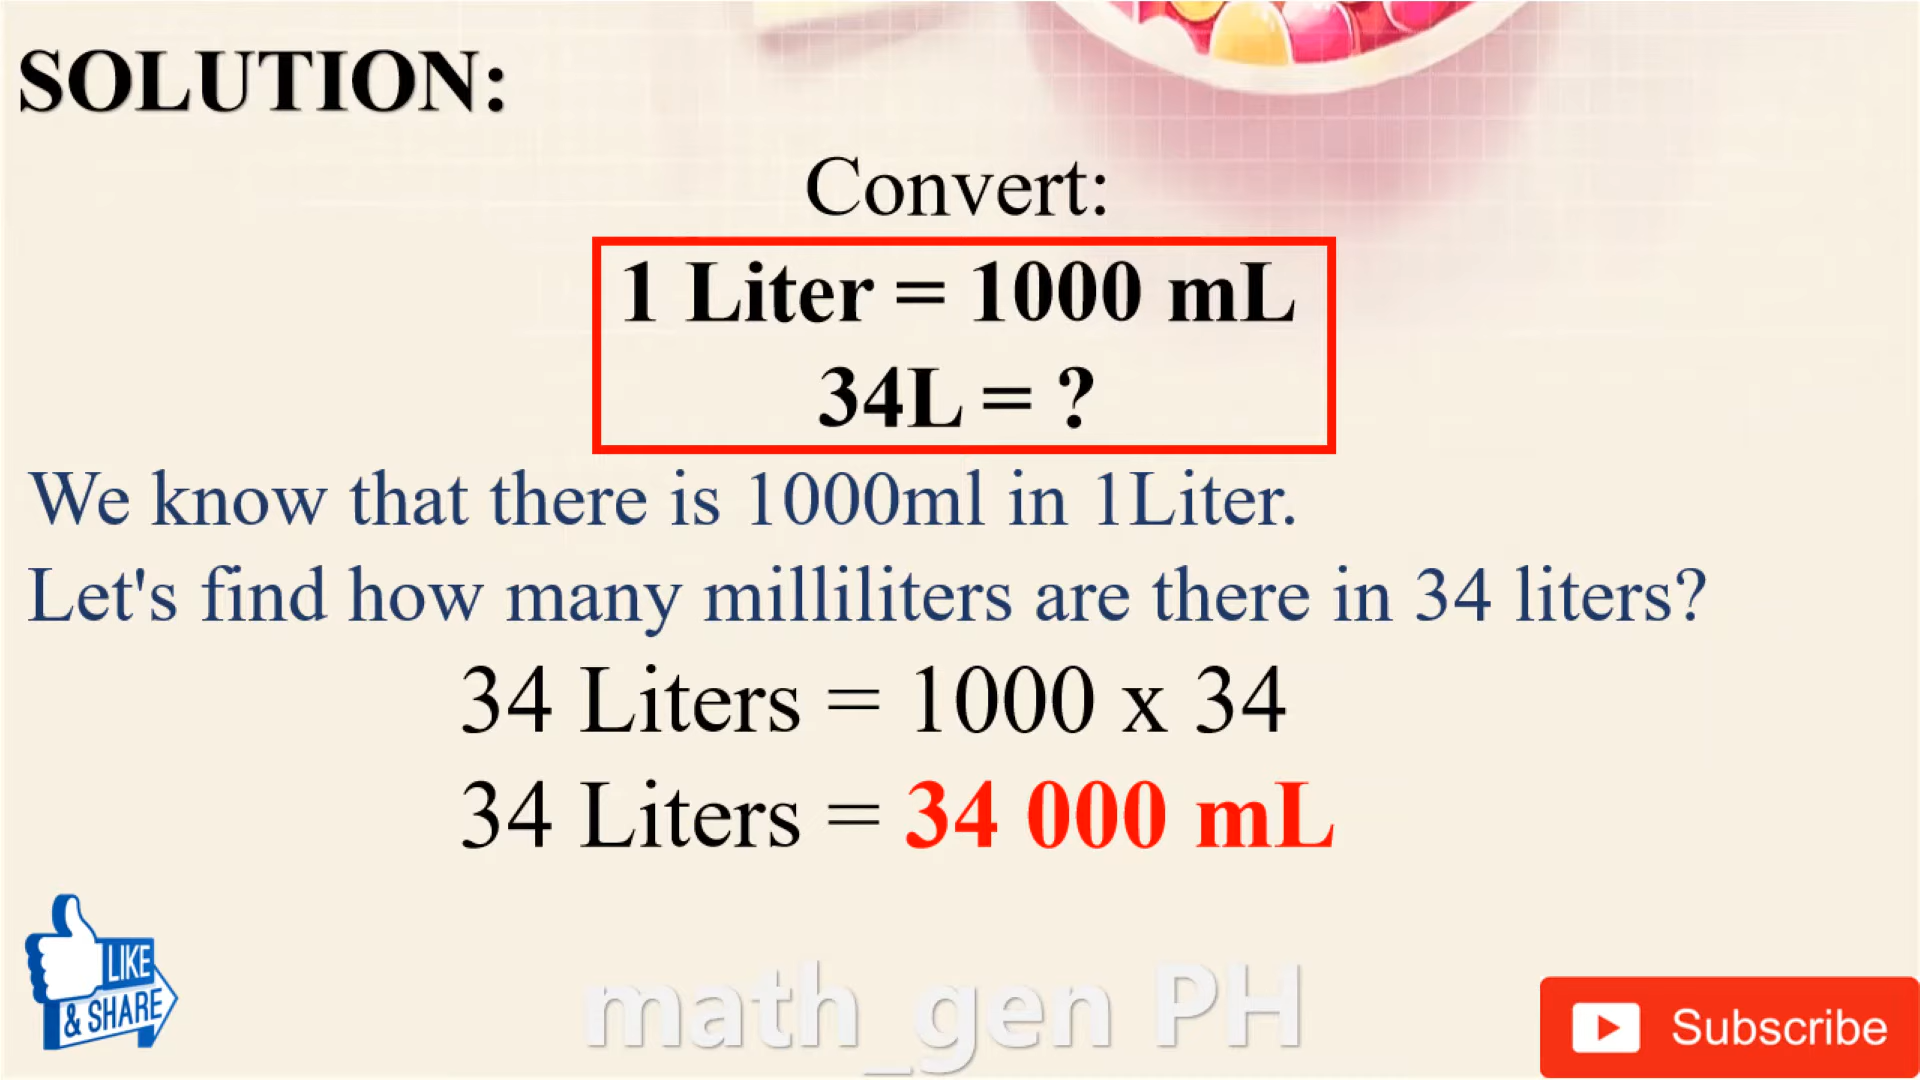 SOLUTION:
Convert:
1 Liter = 1000 mL
34L = ?
We know that there is 1000ml in 1Liter.
Let's find how many milliliters are there in 34 liters?
34 Liters = 1000 x 34
34 Liters = 34 000 mL
LIKE
& SHARE
math_gen PH
Subscribe